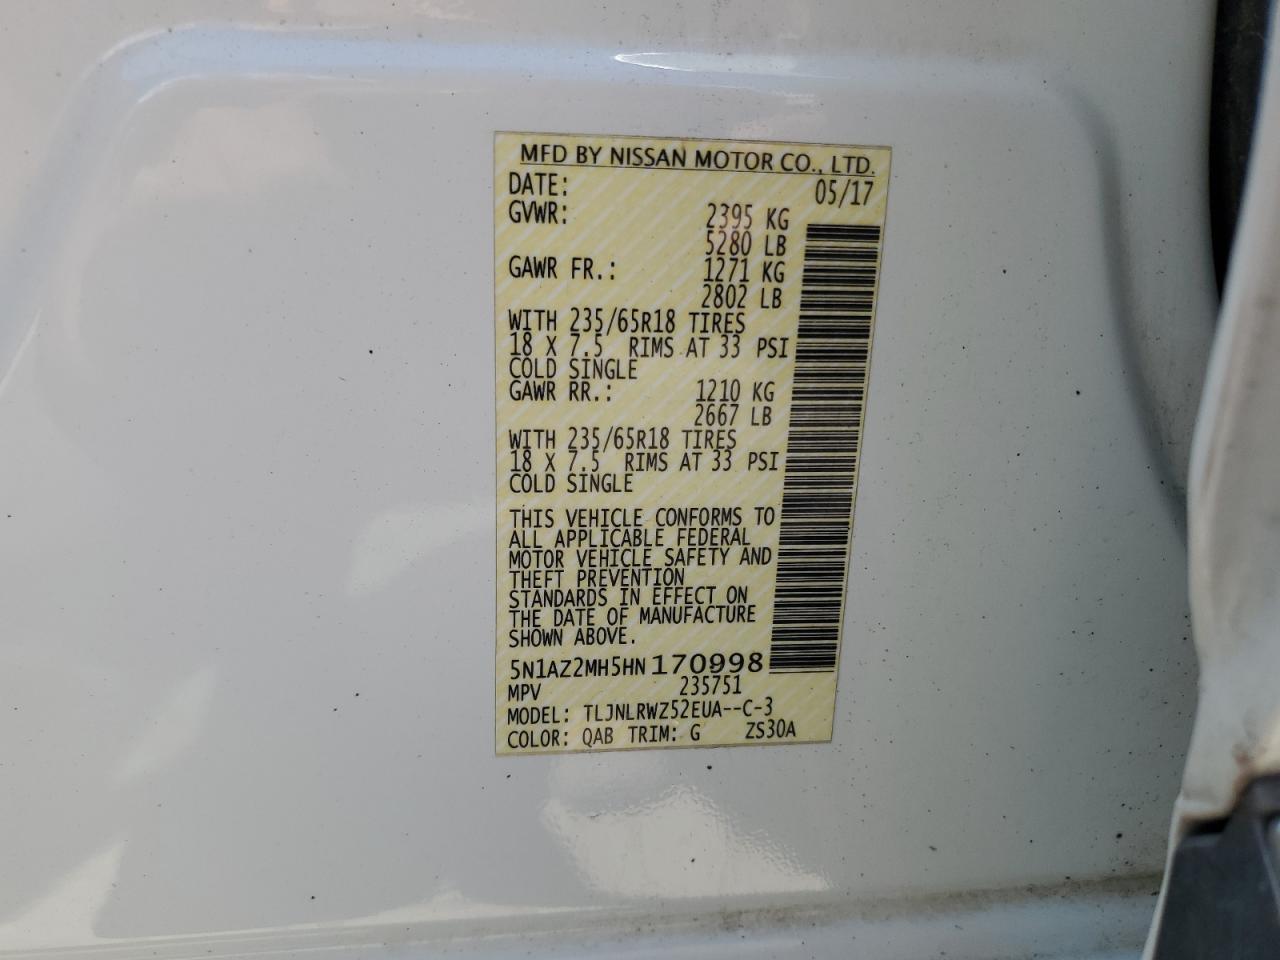 MFD BY NISSAN MOTOR CO., LTD.
DATE: 05/17
GVWR: 2395 KG
5280 LB
GAWR FR.: 1271 KG
2802 LB
WITH 235/65R18 TIRES
18 X 7.5 RIMS AT 33 PSI
COLD SINGLE
GAWR RR.: 1210 KG
2667 LB
WITH 235/65R18 TIRES
18 X 7.5 RIMS AT 33 PSI
COLD SINGLE
THIS VEHICLE CONFORMS TO
ALL APPLICABLE FEDERAL
MOTOR VEHICLE SAFETY AND
THEFT PREVENTION
STANDARDS IN EFFECT ON
THE DATE OF MANUFACTURE
SHOWN ABOVE.
5N1AZ2MH5HN170998
MPV 235751
MODEL: TLJNLRWZ52EUA--C-3
COLOR: QAB TRIM: G ZS30A